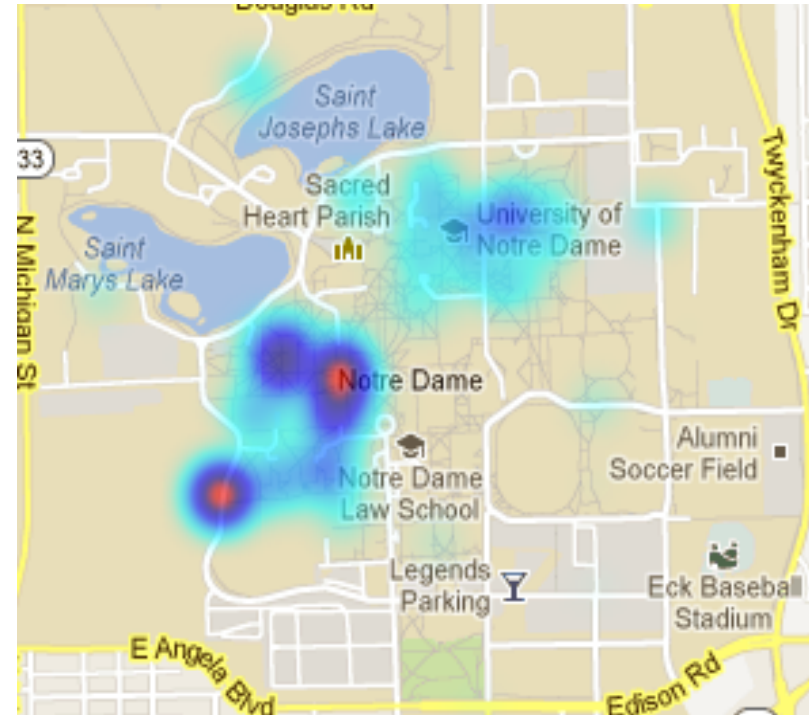 Douglas Rd
Saint
Josephs Lake
33
Sacred
Heart Parish
University of
Notre Dame
Twyckenham Dr
N Michigan St
Saint
Marys Lake
Notre Dame
Alumni
Soccer Field
Notre Dame
Law School
Legends
Parking
Eck Baseball
Stadium
E Angela Blvd
Edison Rd